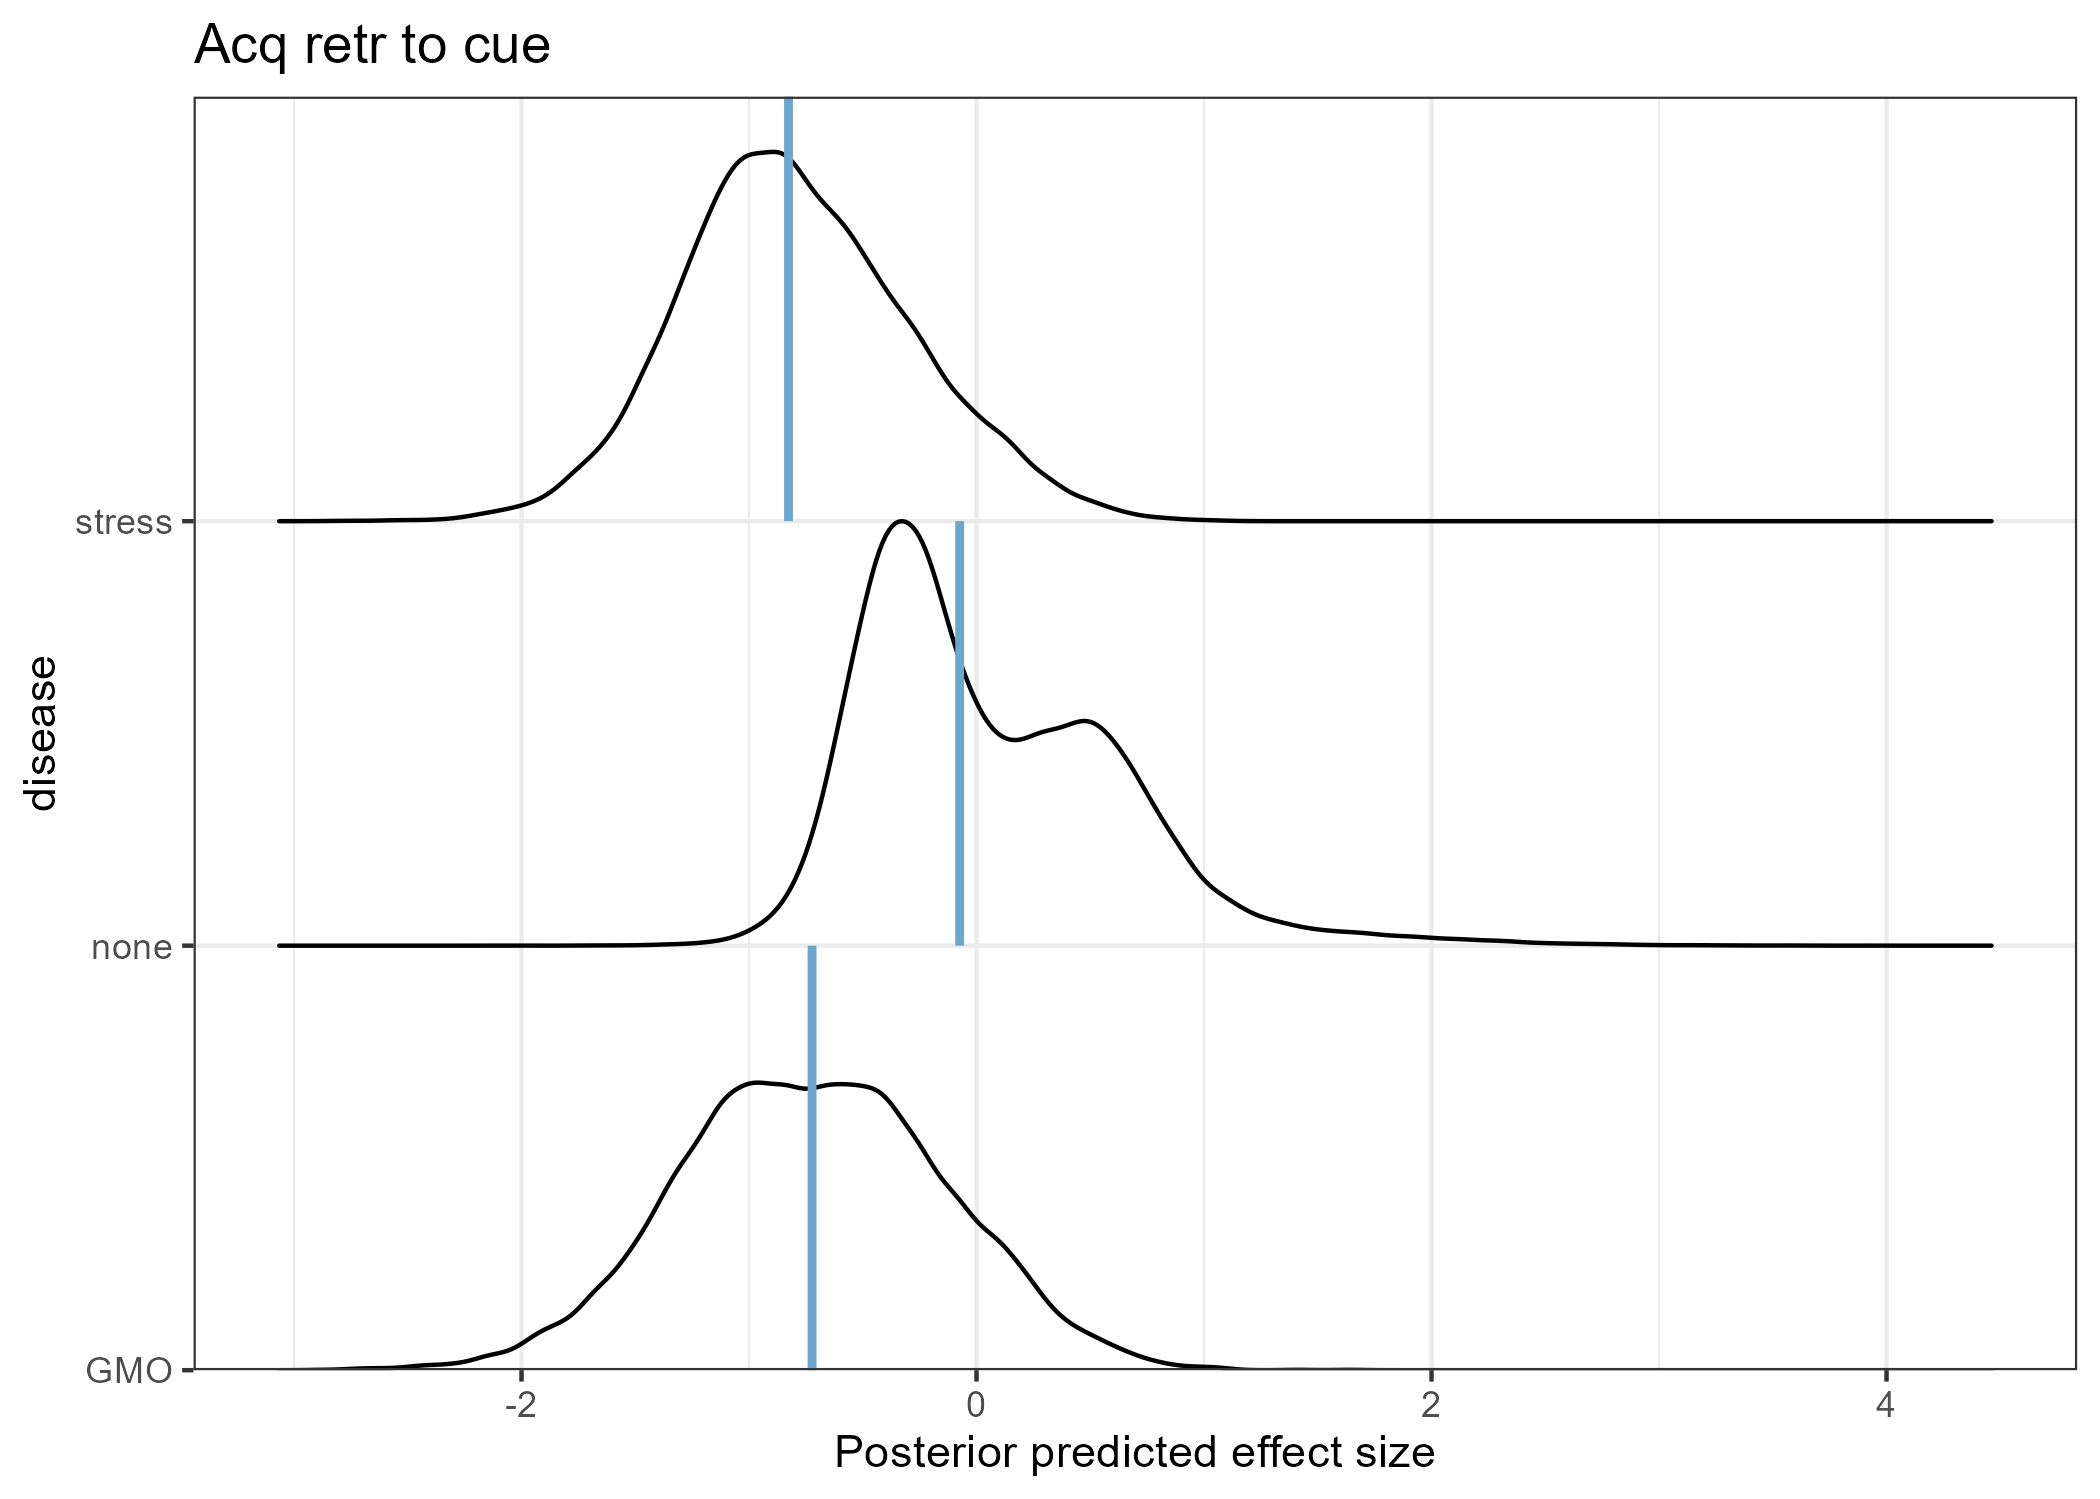 Acq retr to cue
disease
stress
none
GMO
-2 0 2 4
Posterior predicted effect size